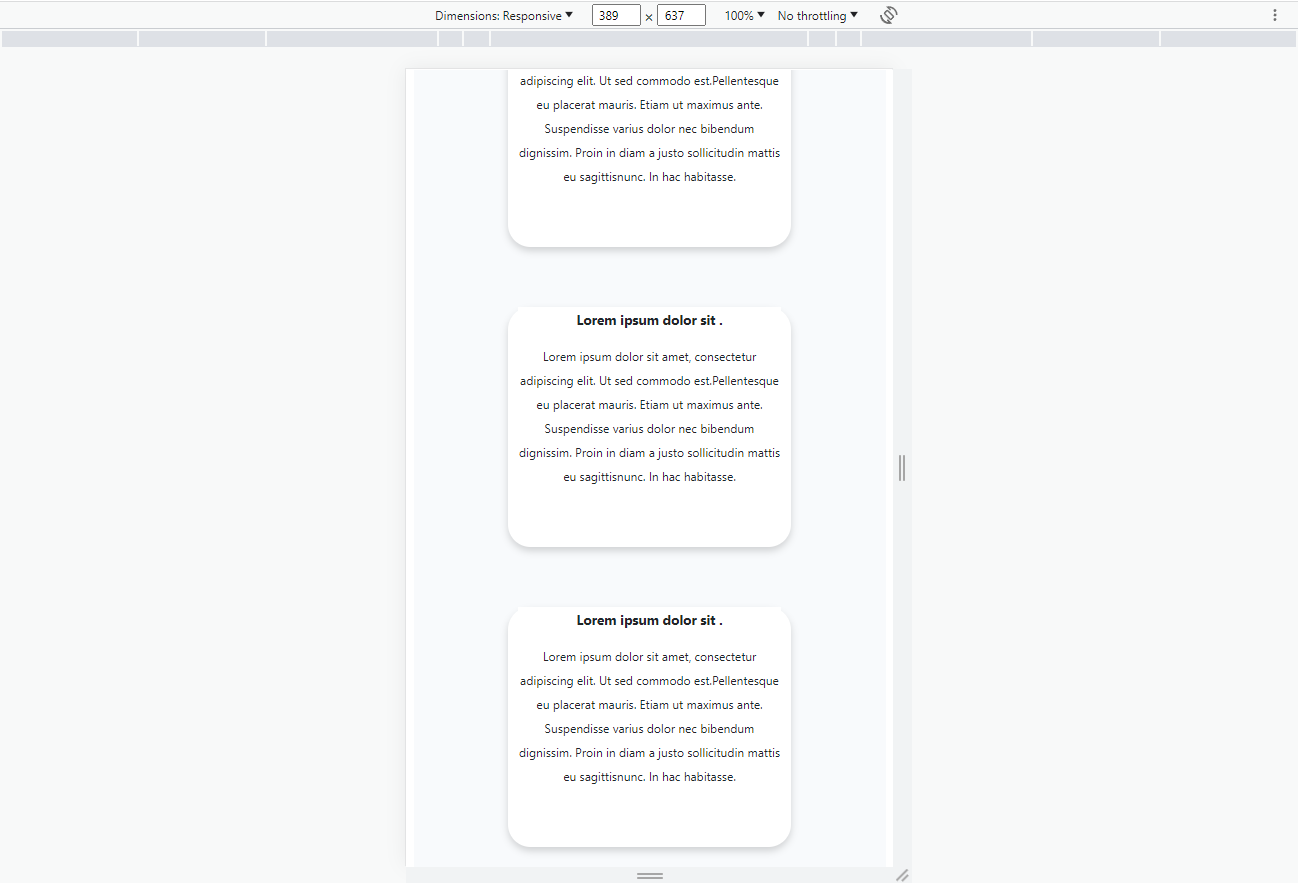 Dimensions: Responsive 389 × 637 100% No throttling
adipiscing elit. Ut sed commodo est.Pellentesque
eu placerat mauris. Etiam ut maximus ante.
Suspendisse varius dolor nec bibendum
dignissim. Proin in diam a justo sollicitudin mattis
eu sagittisnunc. In hac habitasse.
Lorem ipsum dolor sit .
Lorem ipsum dolor sit amet, consectetur
adipiscing elit. Ut sed commodo est.Pellentesque
eu placerat mauris. Etiam ut maximus ante.
Suspendisse varius dolor nec bibendum
dignissim. Proin in diam a justo sollicitudin mattis
eu sagittisnunc. In hac habitasse.
Lorem ipsum dolor sit .
Lorem ipsum dolor sit amet, consectetur
adipiscing elit. Ut sed commodo est.Pellentesque
eu placerat mauris. Etiam ut maximus ante.
Suspendisse varius dolor nec bibendum
dignissim. Proin in diam a justo sollicitudin mattis
eu sagittisnunc. In hac habitasse.